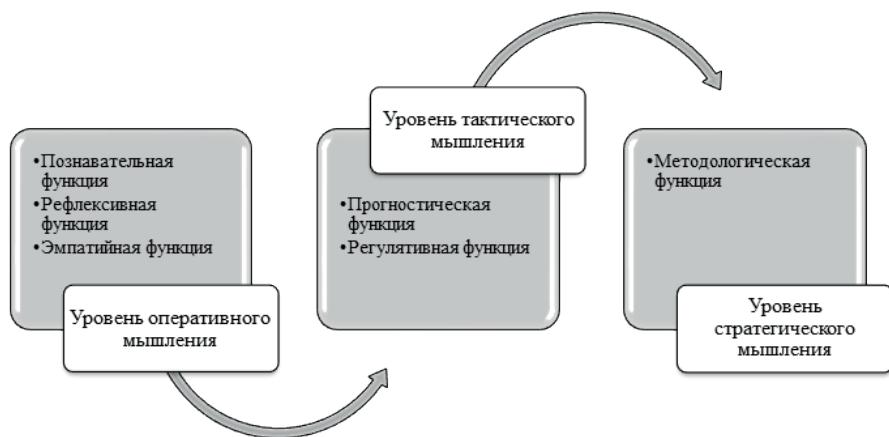 •Познавательная
функция
•Рефлексивная
функция
•Эмпатийная функция
Уровень оперативного
мышления
Уровень тактического
мышления
•Прогностическая
функция
•Регулятивная функция
•Методологическая
функция
Уровень
стратегического
мышления